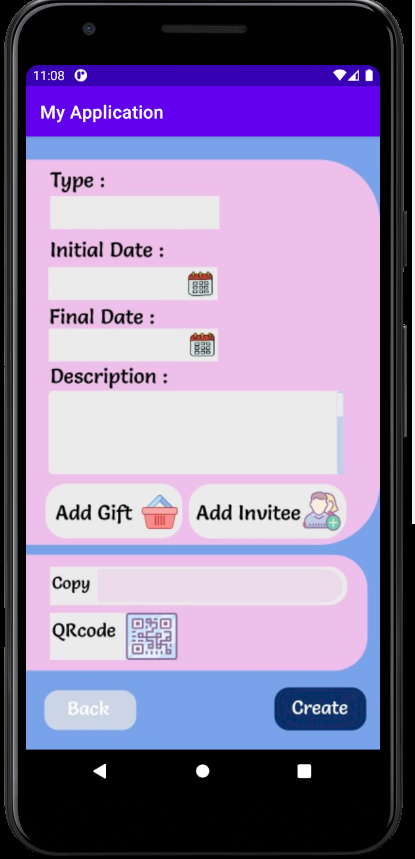 11:08
My Application
Type :
Initial Date :
Final Date :
Description :
Add Gift Add Invitee
Copy
QRcode
Back Create